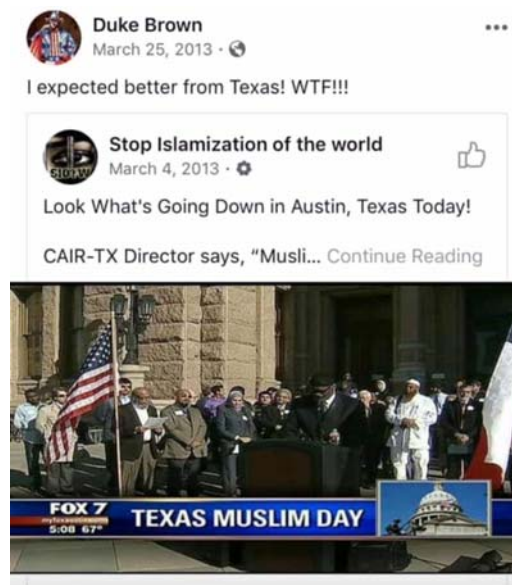 Duke Brown
March 25, 2013 ·
I expected better from Texas! WTF!!!
Stop Islamization of the world
March 4, 2013 ·
SIOTW
Look What's Going Down in Austin, Texas Today!
CAIR-TX Director says, “Musli... Continue Reading
FOX 7
5:08 67°
TEXAS MUSLIM DAY